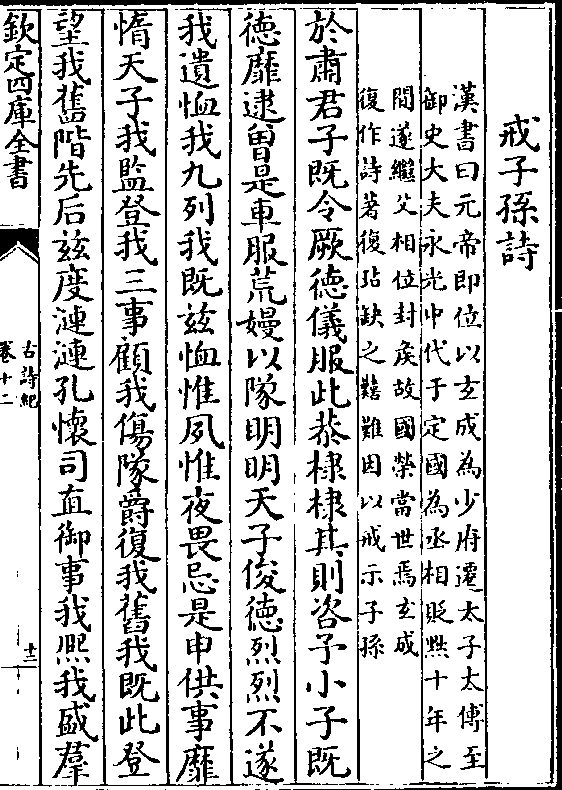 戒子孫詩
漢書曰元帝即位以𤣥成為少府遷太子太傅至
御史大夫永光中代于定國為丞相貶黜十年之
間遂繼父相位封矦故國榮當世焉𤣥成
復作詩著復玷缺之囏難因以戒示子孫
於肅君子既令厥德儀服此恭棣棣其則咨予小子既
德靡逮曽是車服荒嫚以隊明明天子俊德烈烈不遂
我遺恤我九列我既兹恤惟夙惟夜畏忌是申供事靡
惰天子我監登我三事顧我傷隊爵復我舊我既此登
望我舊階先后兹度漣漣孔懷司直御事我熙我盛羣
欽定四庫全書
古詩紀
卷十二
十二